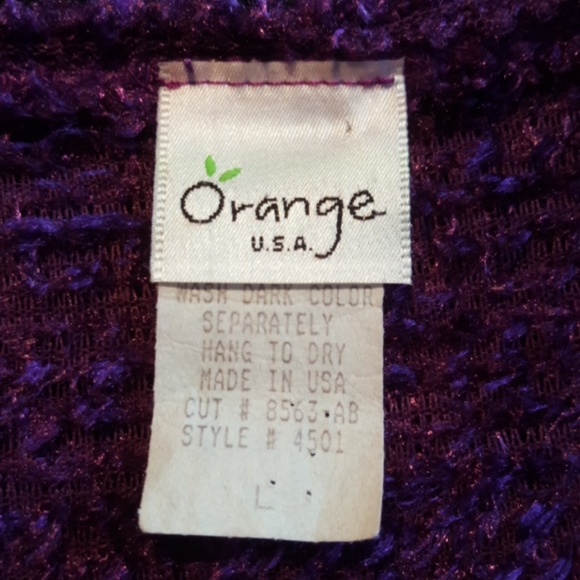 Orange
U.S.A.
WASH DARK COLOR
SEPARATELY
HANG TO DRY
MADE IN USA
CUT # 8563-AB
STYLE # 4501
L